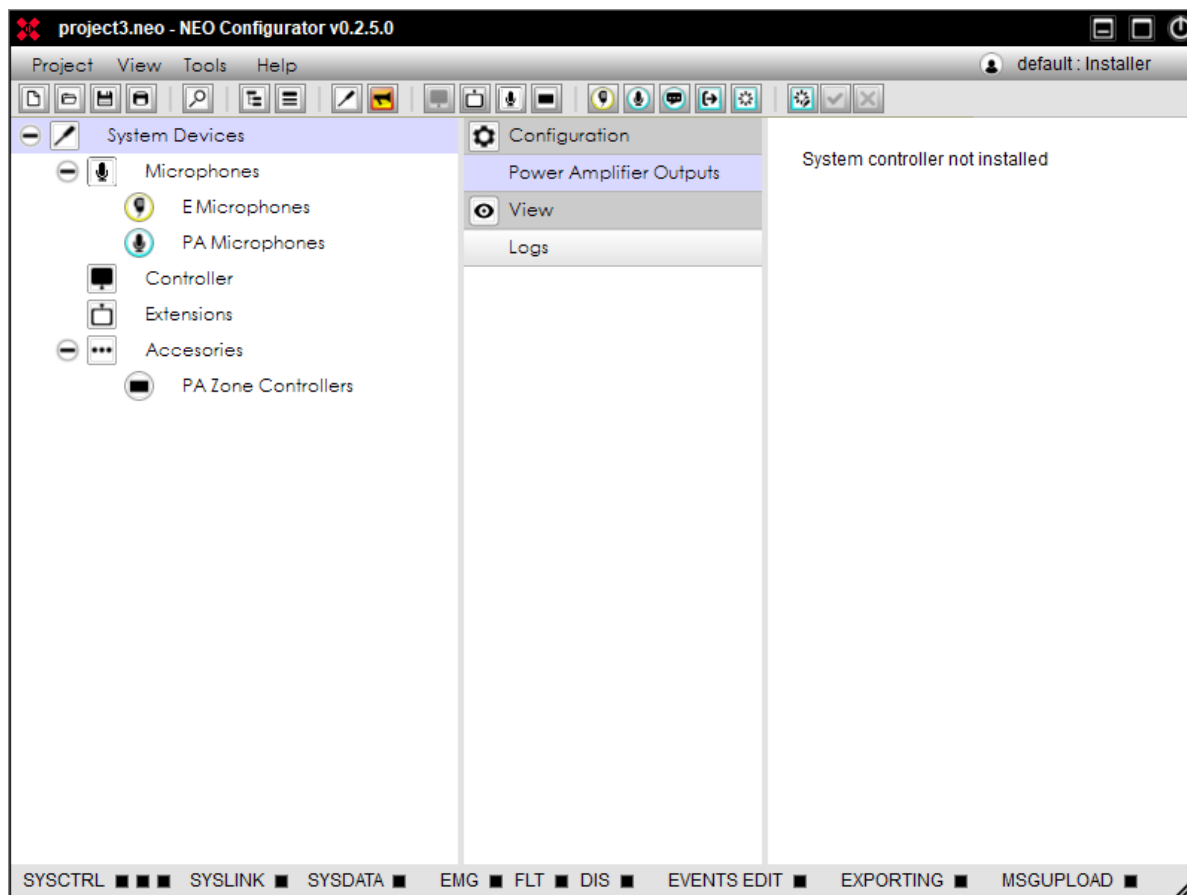 project3.neo - NEO Configurator v0.2.5.0
Project View Tools Help default : Installer
System Devices
Microphones
E Microphones
PA Microphones
Controller
Extensions
Accesories
PA Zone Controllers
Configuration
Power Amplifier Outputs
View
Logs
System controller not installed
SYSCTRL SYSLINK SYSDATA EMG FLT DIS EVENTS EDIT EXPORTING MSGUPLOAD